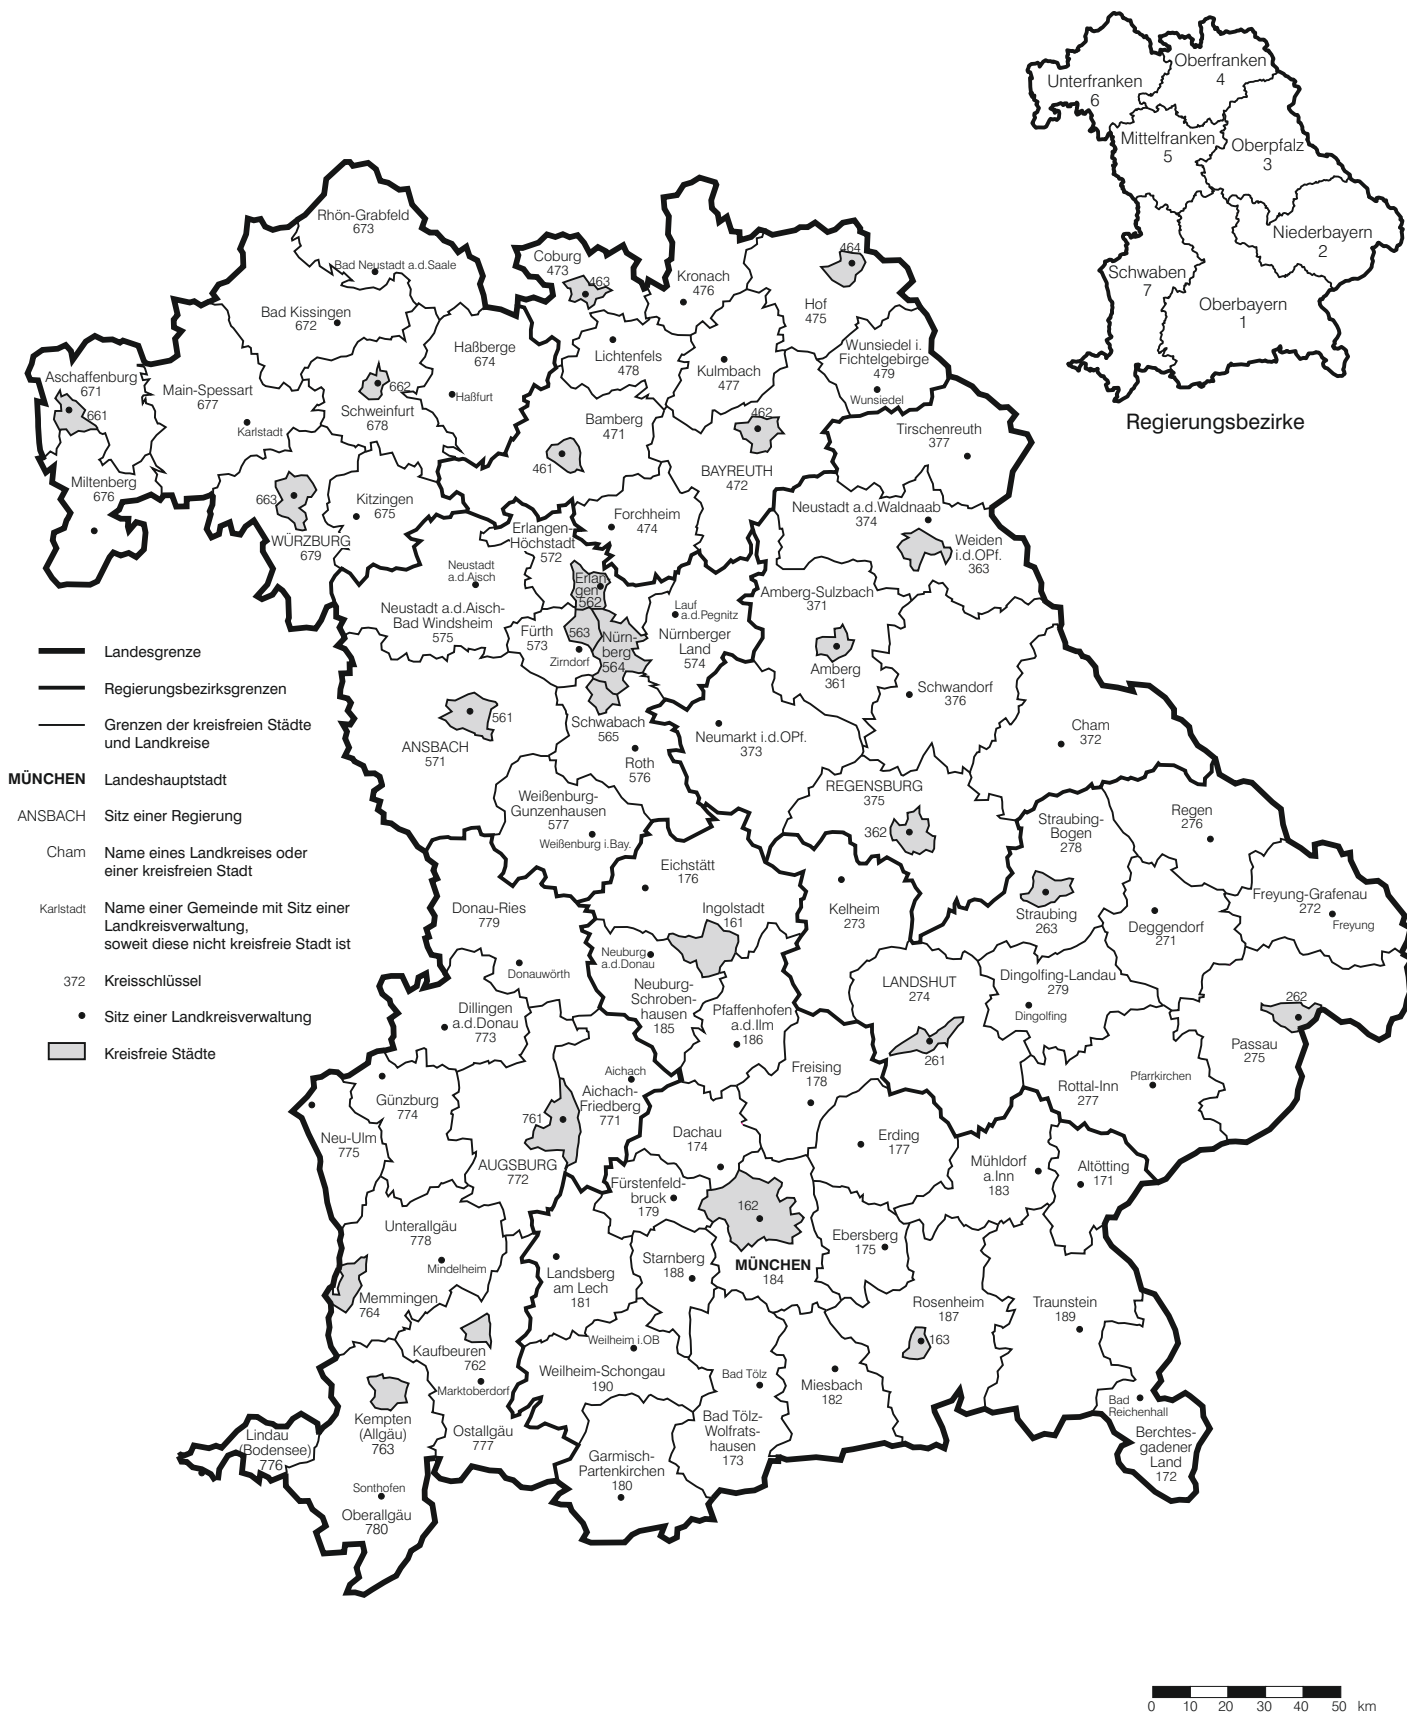 Unterfranken
6
Oberfranken
4
Mittelfranken
5
Oberpfalz
3
Niederbayern
2
Schwaben
7
Oberbayern
1
Regierungsbezirke
Rhön-Grabfeld
673
Bad Neustadt a.d.Saale
Bad Kissingen
672
Coburg
473
463
Kronach
476
464
Hof
475
Haßberge
674
Haßfurt
Lichtenfels
478
Kulmbach
477
Wunsiedel i.
Fichtelgebirge
479
Wunsiedel
Aschaffenburg
671
661
Main-Spessart
677
Karlstadt
662
Schweinfurt
678
Bamberg
471
461
462
BAYREUTH
472
Tirschenreuth
377
Miltenberg
676
663
WÜRZBURG
679
Kitzingen
675
Forchheim
474
Erlangen-
Höchstadt
572
Neustadt a.d.Waldnaab
374
Weiden
i.d.OPf.
363
Neustadt
a.d.Aisch
Neustadt a.d.Aisch-
Bad Windsheim
575
Erlan-
gen
562
Fürth
573
563
Zirndorf
Nürn-
berg
564
Lauf
a.d.Pegnitz
Nürnberger
Land
574
Amberg-Sulzbach
371
Amberg
361
Schwandorf
376
Cham
372
561
ANSBACH
571
Schwabach
565
Roth
576
Neumarkt i.d.OPf.
373
Weißenburg-
Gunzenhausen
577
Weißenburg i.Bay.
REGENSBURG
375
362
Straubing-
Bogen
278
Straubing
263
Regen
276
Landesgrenze
Regierungsbezirksgrenzen
Grenzen der kreisfreien Städte
und Landkreise
MÜNCHEN Landeshauptstadt
ANSBACH Sitz einer Regierung
Cham Name eines Landkreises oder
einer kreisfreien Stadt
Karlstadt Name einer Gemeinde mit Sitz einer
Landkreisverwaltung,
soweit diese nicht kreisfreie Stadt ist
372 Kreisschlüssel
Sitz einer Landkreisverwaltung
Kreisfreie Städte
Eichstätt
176
Ingolstadt
161
Kelheim
273
Deggendorf
271
Freyung-Grafenau
272
Freyung
Donau-Ries
779
Donauwörth
Neuburg
a.d.Donau
Neuburg-
Schroben-
hausen
185
Pfaffenhofen
a.d.Ilm
186
LANDSHUT
274
261
Dingolfing-Landau
279
Dingolfing
262
Passau
275
Dillingen
a.d.Donau
773
Freising
178
Rottal-Inn
277
Pfarrkirchen
Günzburg
774
Neu-Ulm
775
761
AUGSBURG
772
Aichach
Aichach-
Friedberg
771
Dachau
174
Erding
177
Mühldorf
a.Inn
183
Altötting
171
Fürstenfeld-
bruck
179
162
MÜNCHEN
184
Ebersberg
175
Unterallgäu
778
Mindelheim
Memmingen
764
Landsberg
am Lech
181
Starnberg
188
Rosenheim
187
163
Traunstein
189
Kaufbeuren
762
Marktoberdorf
Ostallgäu
777
Weilheim i.OB
Weilheim-Schongau
190
Bad Tölz
Bad Tölz-
Wolfrats-
hausen
173
Miesbach
182
Bad
Reichenhall
Berchtes-
gadener
Land
172
Kempten
(Allgäu)
763
Lindau
(Bodensee)
776
Sonthofen
Oberallgäu
780
Garmisch-
Partenkirchen
180
0 10 20 30 40 50 km